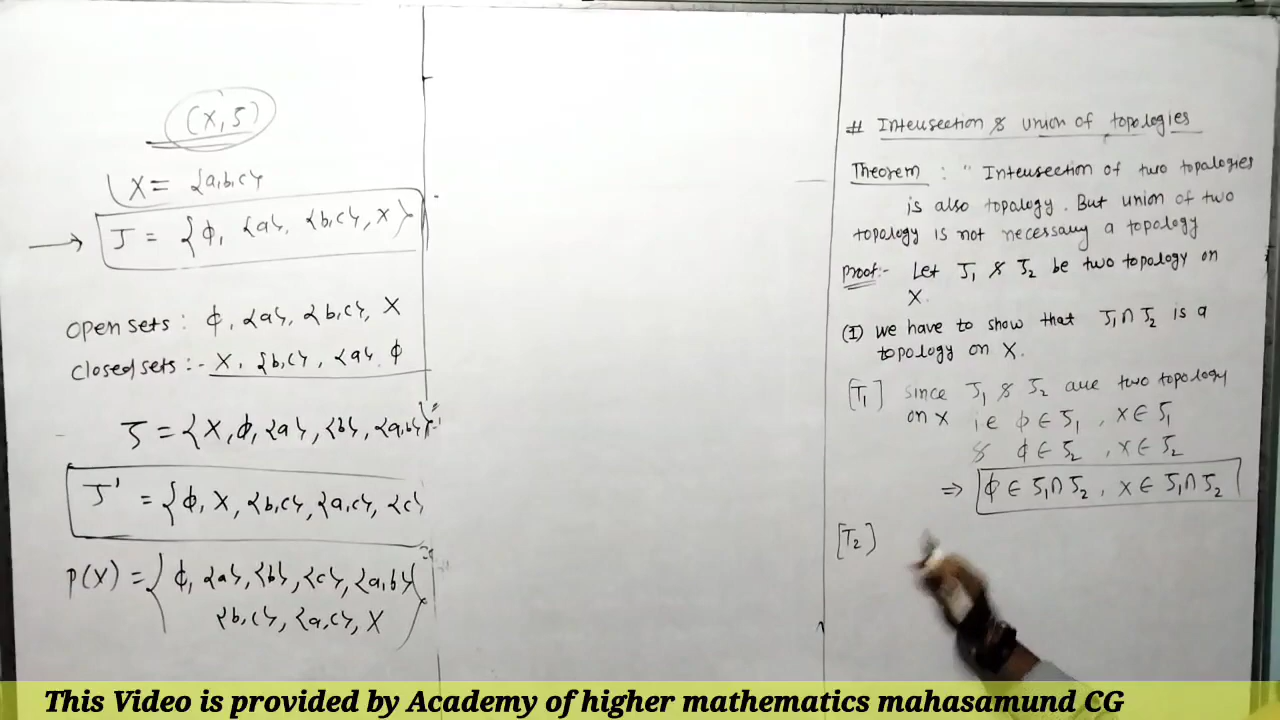 (X, J)
X = {a,b,c}
J = {ϕ, {a}, {b,c}, X}
open sets : ϕ, {a}, {b,c}, X
closed sets :- X, {b,c}, {a}, ϕ
J = {X, ϕ, {a}, {b}, {a,b}}
J' = {ϕ, X, {b,c}, {a,c}, {c}
P(X) = { ϕ, {a}, {b}, {c}, {a,b}
{b,c}, {a,c}, X }
# Intersection & union of topologies
Theorem : " Intersection of two topalogies
is also topology. But union of two
topology is not necessary a topology
Proof:- Let J₁ & J₂ be two topology on
X.
(I) we have to show that J₁∩J₂ is a
topology on X.
[T₁] since J₁ & J₂ are two topology
on X ie ϕ ∈ J₁ , X ∈ J₁
& ϕ ∈ J₂ , X ∈ J₂
⇒ ϕ ∈ J₁∩J₂ , X ∈ J₁∩J₂
[T₂]
This Video is provided by Academy of higher mathematics mahasamund CG